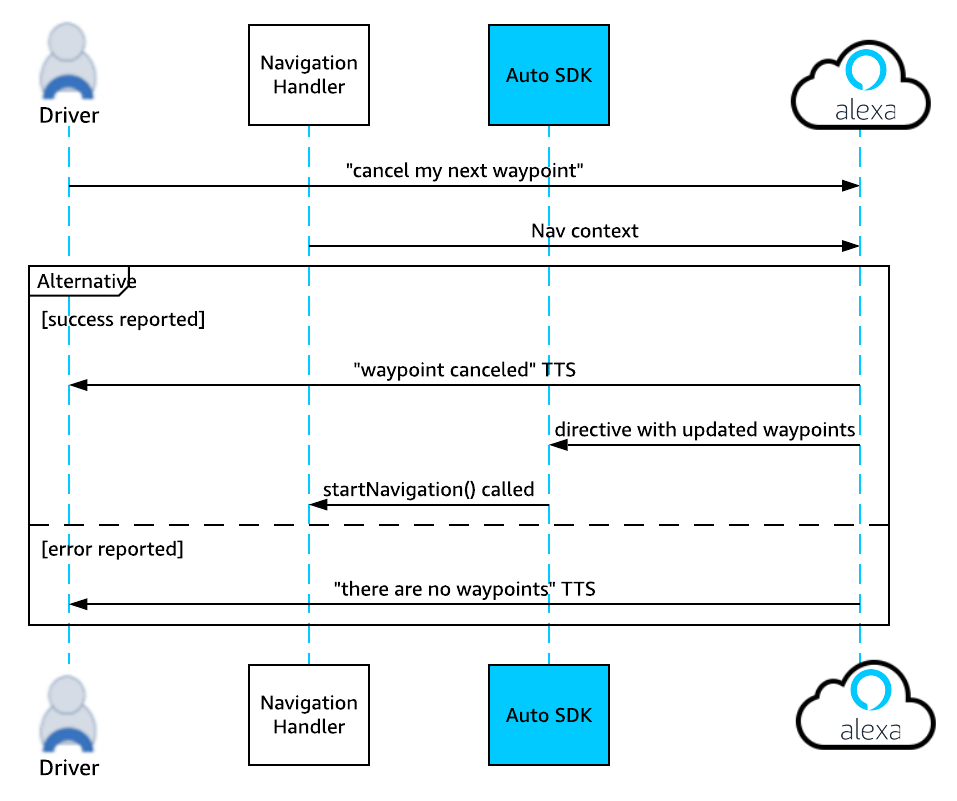 Driver
Navigation
Handler
Auto SDK
alexa
"cancel my next waypoint"
Nav context
Alternative
[success reported]
"waypoint canceled" TTS
directive with updated waypoints
startNavigation() called
[error reported]
"there are no waypoints" TTS
Driver
Navigation
Handler
Auto SDK
alexa